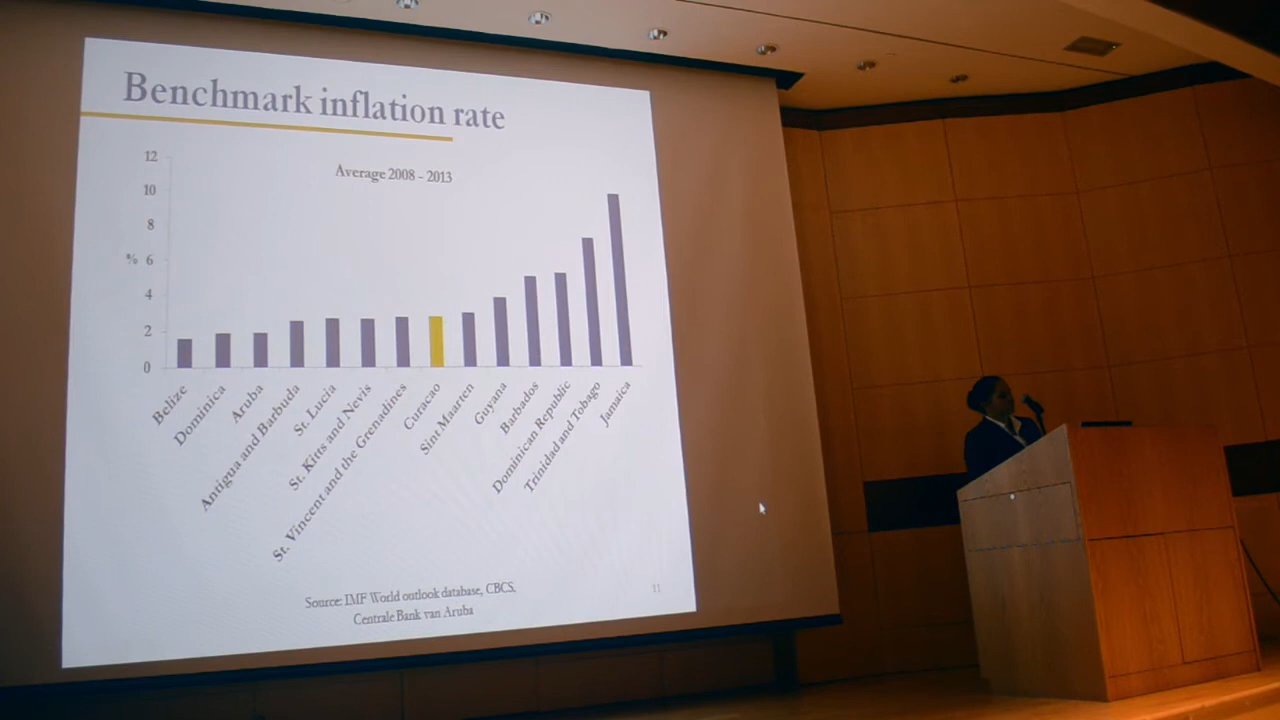 Benchmark inflation rate
Average 2008 - 2013
12
10
8
% 6
4
2
0
Belize
Dominica
Aruba
Antigua and Barbuda
St. Lucia
St. Kitts and Nevis
St. Vincent and the Grenadines
Curacao
Sint Maarten
Guyana
Barbados
Dominican Republic
Trinidad and Tobago
Jamaica
Source: IMF World outlook database, CBCS.
Centrale Bank van Aruba
11